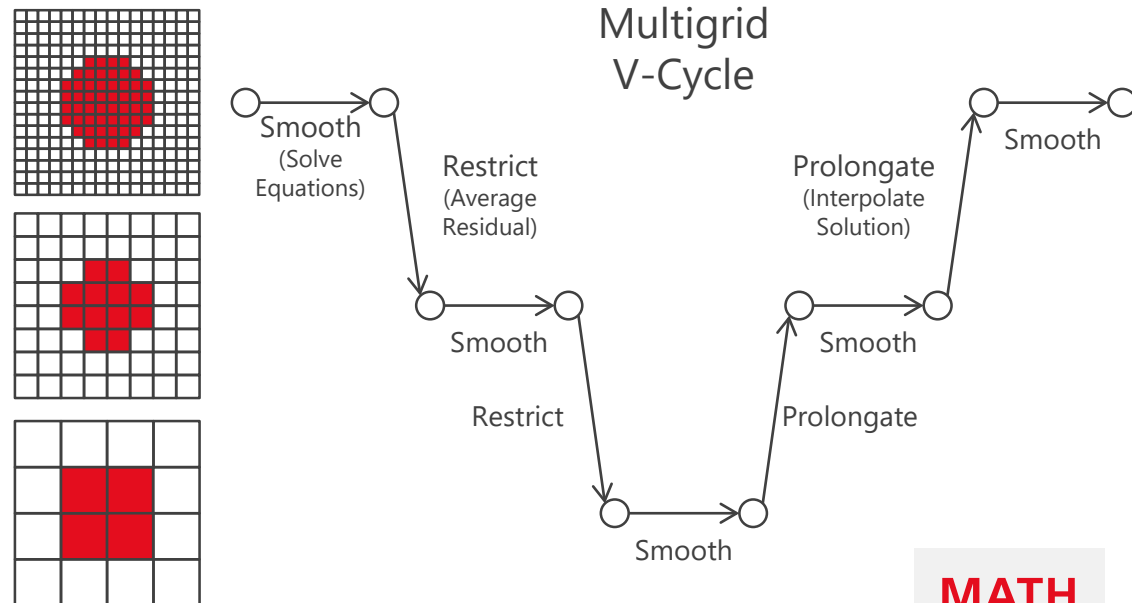 Multigrid
V-Cycle
Smooth
(Solve
Equations)
Restrict
(Average
Residual)
Prolongate
(Interpolate
Solution)
Smooth
Smooth
Smooth
Restrict
Prolongate
Smooth
MATH